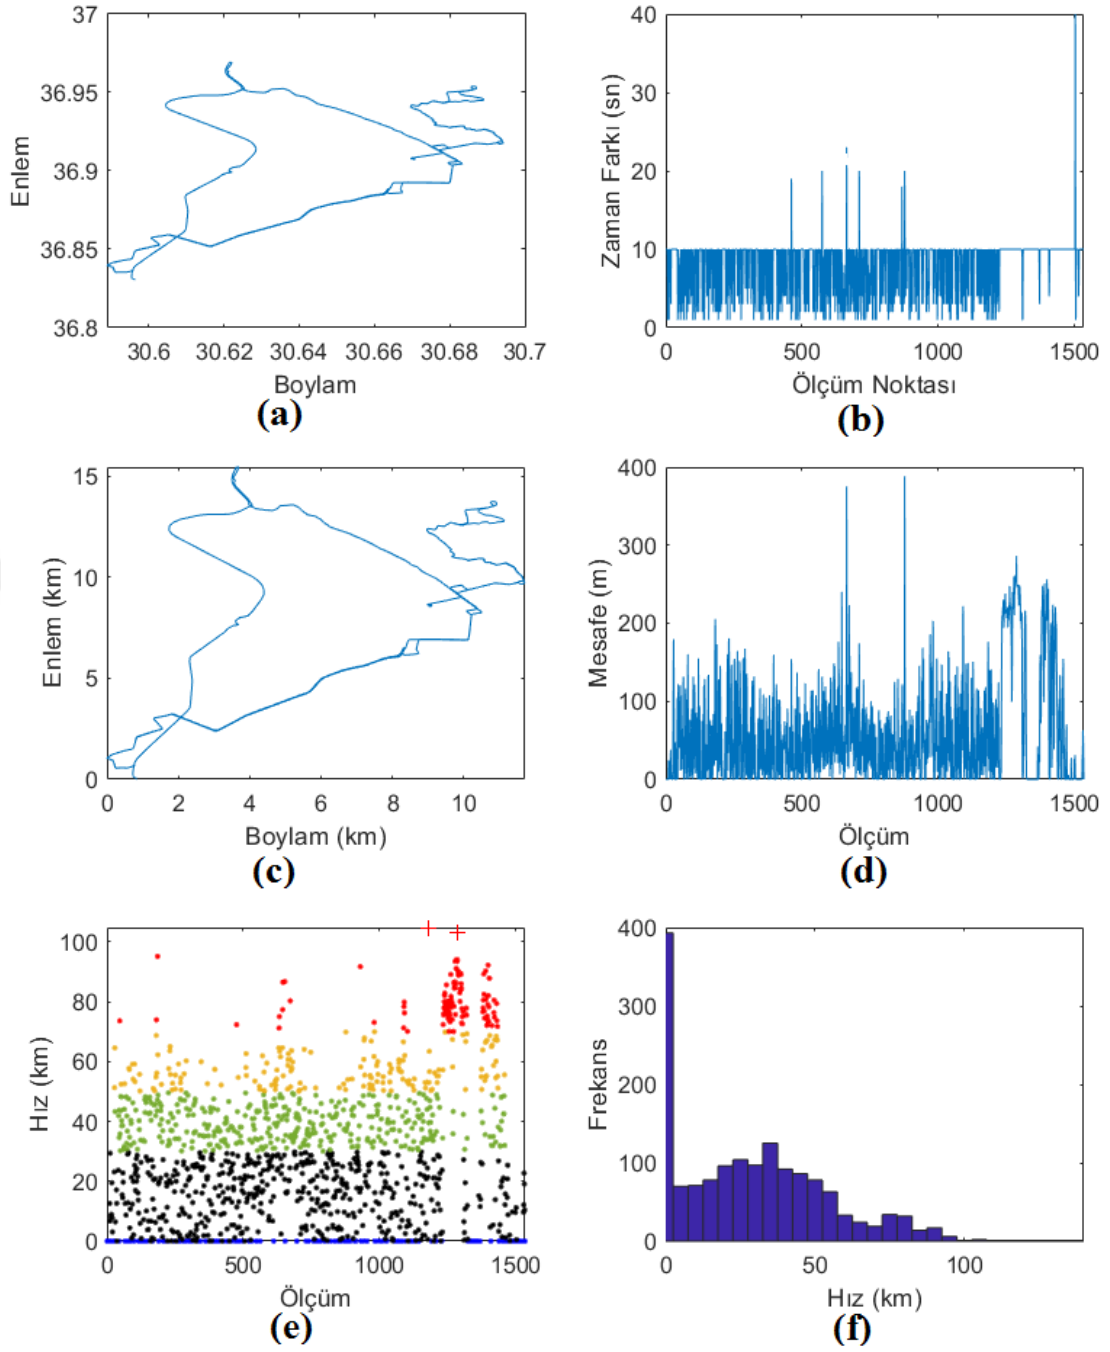 37
36.95
36.9
36.85
36.8
Enlem
30.6 30.62 30.64 30.66 30.68 30.7
Boylam
(a)
40
30
20
10
0
Zaman Farkı (sn)
0 500 1000 1500
Ölçüm Noktası
(b)
15
10
5
0
Enlem (km)
0 2 4 6 8 10
Boylam (km)
(c)
400
300
200
100
0
Mesafe (m)
0 500 1000 1500
Ölçüm
(d)
100
80
60
40
20
0
Hız (km)
0 500 1000 1500
Ölçüm
(e)
400
300
200
100
0
Frekans
0 50 100
Hız (km)
(f)